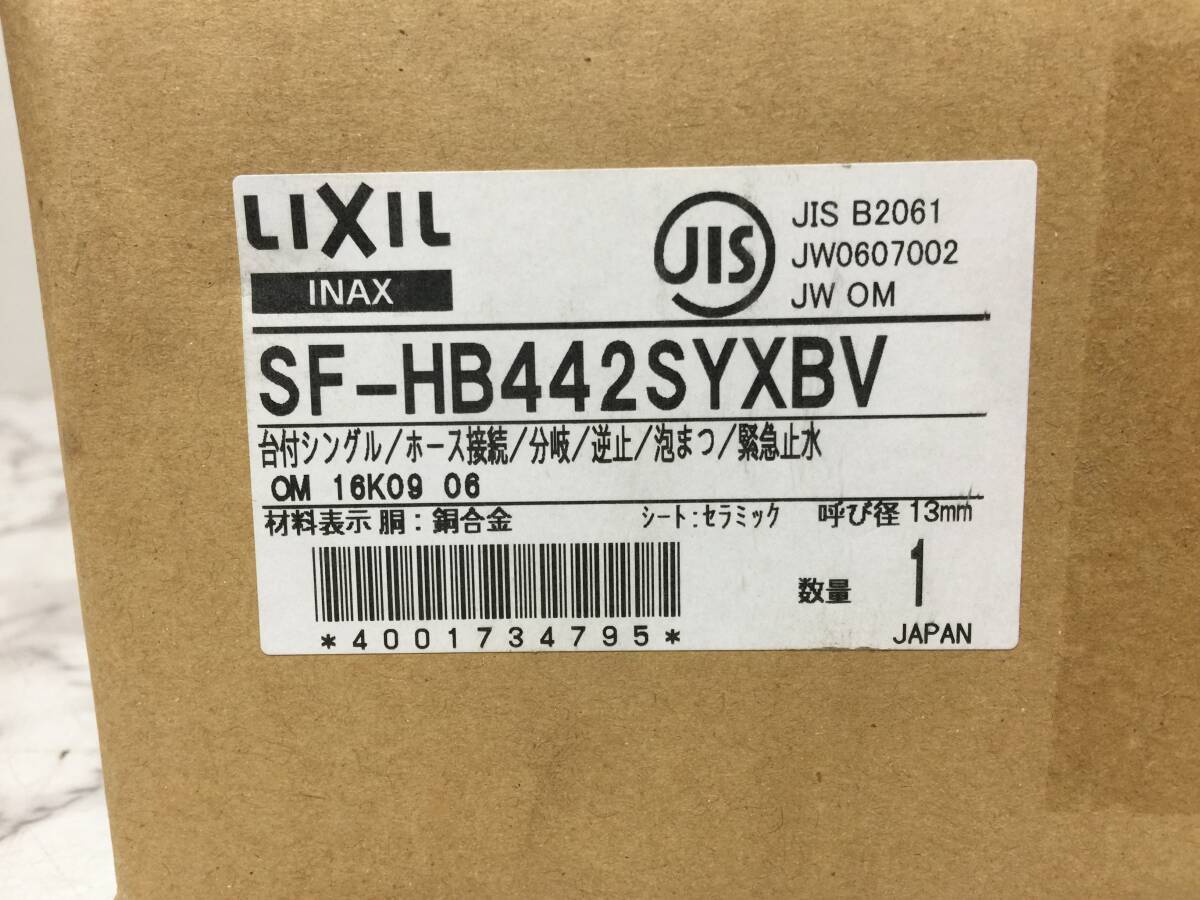 LIXIL
INAX
JIS
JIS B2061
JW0607002
JW OM
SF-HB442SYXBV
台付シングル/ホース接続/分岐/逆止/泡まつ/緊急止水
OM 16K09 06
材料表示 胴:銅合金 シート:セラミック 呼び径 13mm
数量 1
*4001734795*
JAPAN